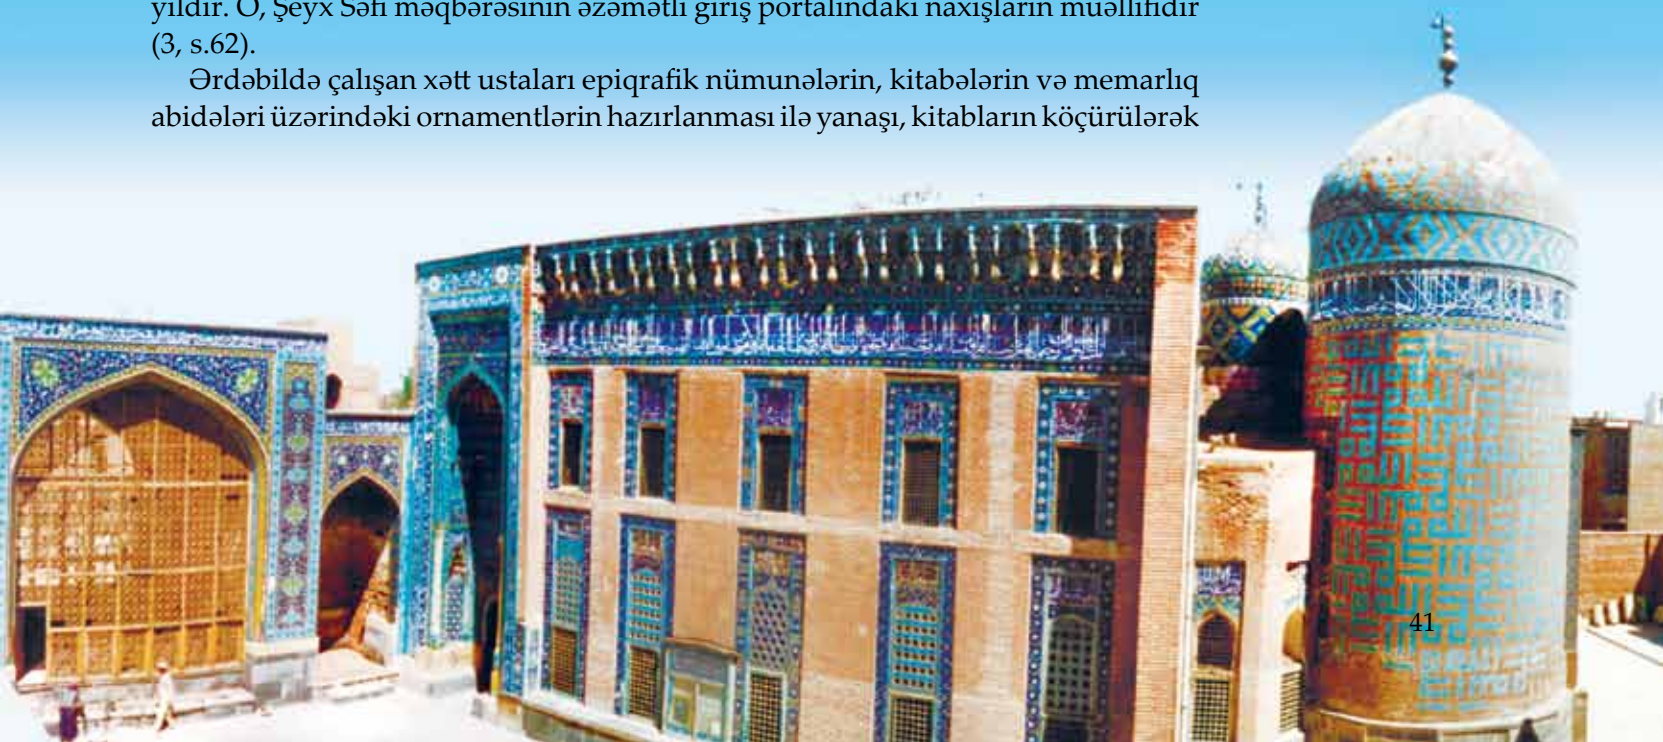 yildir. O, Şeyx Səfi məqbərəsinin əzəmətli giriş portalındakı naxışların müəllifidir
(3, s.62).
Ərdəbildə çalışan xətt ustaları epiqrafik nümunələrin, kitabələrin və memarlıq
abidələri üzərindəki ornamentlərin hazırlanması ilə yanaşı, kitabların köçürülərək
41